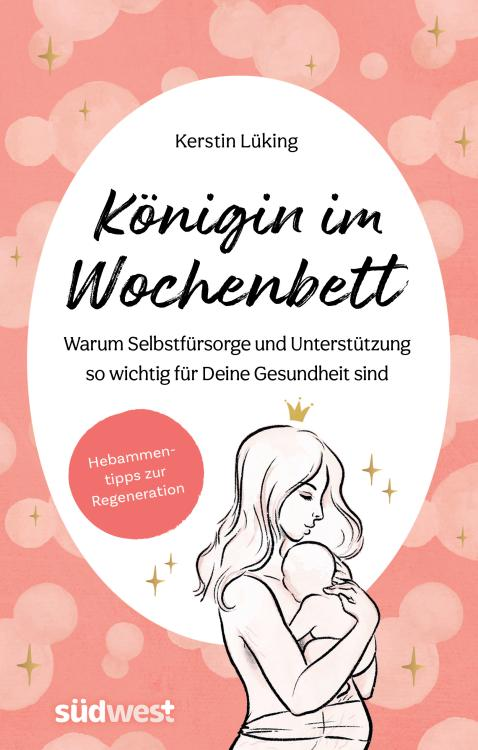 Kerstin Lüking
Königin im
Wochenbett
Warum Selbstfürsorge und Unterstützung
so wichtig für Deine Gesundheit sind
Hebammen-
tipps zur
Regeneration
südwest